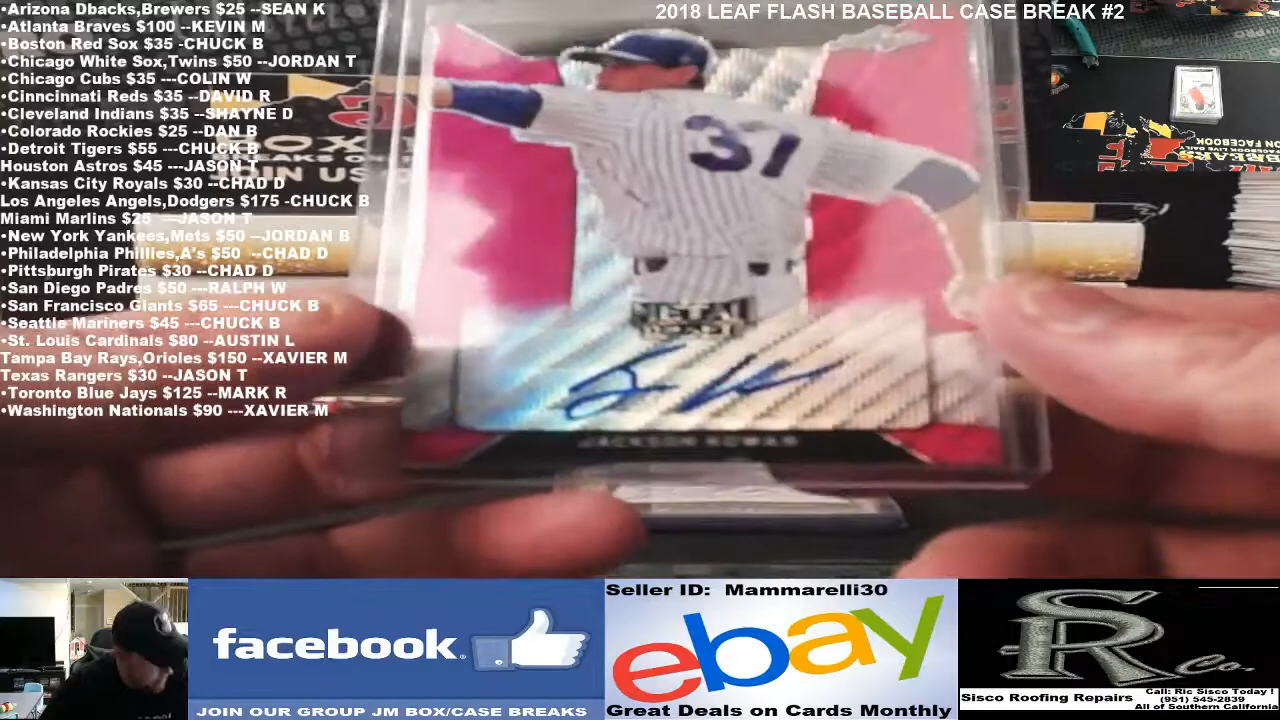 2018 LEAF FLASH BASEBALL CASE BREAK #2
•Arizona Dbacks,Brewers $25 --SEAN K
•Atlanta Braves $100 --KEVIN M
•Boston Red Sox $35 -CHUCK B
•Chicago White Sox,Twins $50 --JORDAN T
•Chicago Cubs $35 ---COLIN W
•Cinncinnati Reds $35 --DAVID R
•Cleveland Indians $35 --SHAYNE D
•Colorado Rockies $25 --DAN B
•Detroit Tigers $55 ---CHUCK B
Houston Astros $45 ---JASON T
•Kansas City Royals $30 --CHAD D
Los Angeles Angels,Dodgers $175 -CHUCK B
Miami Marlins $25 ---JASON T
•New York Yankees,Mets $50 --JORDAN B
•Philadelphia Phillies,A's $50 --CHAD D
•Pittsburgh Pirates $30 --CHAD D
•San Diego Padres $50 ---RALPH W
•San Francisco Giants $65 ---CHUCK B
•Seattle Mariners $45 ---CHUCK B
•St. Louis Cardinals $80 --AUSTIN L
Tampa Bay Rays,Orioles $150 --XAVIER M
Texas Rangers $30 --JASON T
•Toronto Blue Jays $125 --MARK R
•Washington Nationals $90 ---XAVIER M
37
JACKSON KOWAR
facebook
JOIN OUR GROUP JM BOX/CASE BREAKS
Seller ID: Mammarelli30
ebay
Great Deals on Cards Monthly
SR Co.
Sisco Roofing Repairs
Call: Ric Sisco Today !
(951) 545-2839
All of Southern California